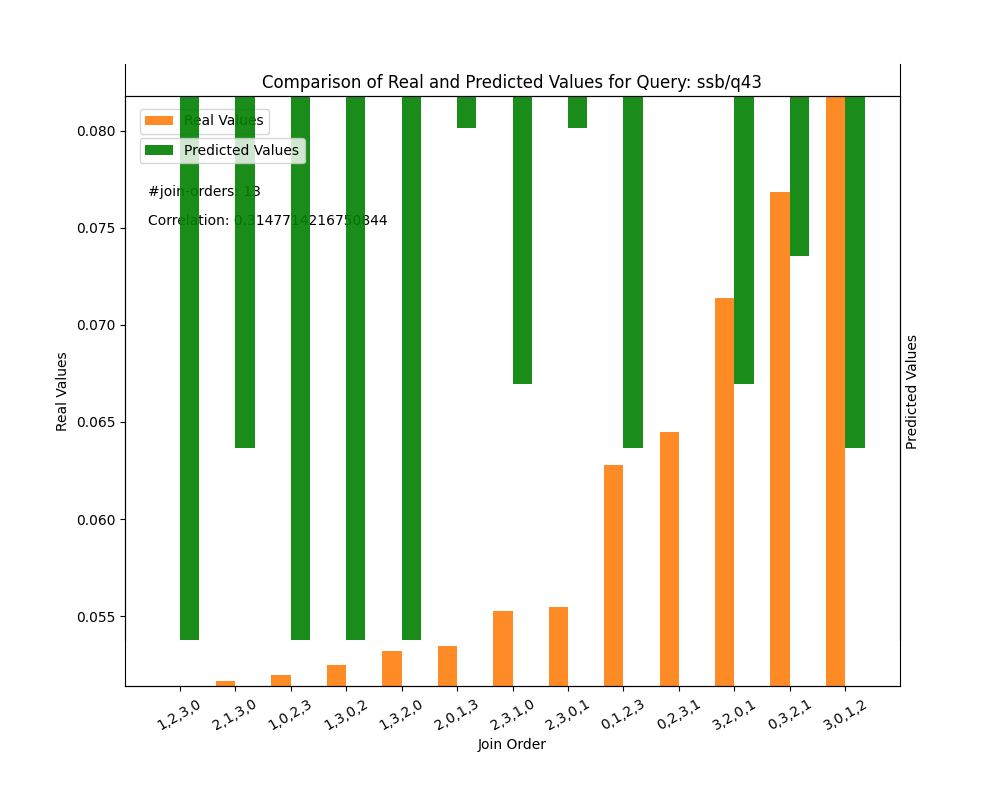 Comparison of Real and Predicted Values for Query: ssb/q43
Real Values
Predicted Values
#join-orders: 13
Correlation: 0.3147714216750844
0.080
0.075
0.070
0.065
0.060
0.055
Real Values
Predicted Values
1,2,3,0
2,1,3,0
1,0,2,3
1,3,0,2
1,3,2,0
2,0,1,3
2,3,1,0
2,3,0,1
0,1,2,3
0,2,3,1
3,2,0,1
0,3,2,1
3,0,1,2
Join Order